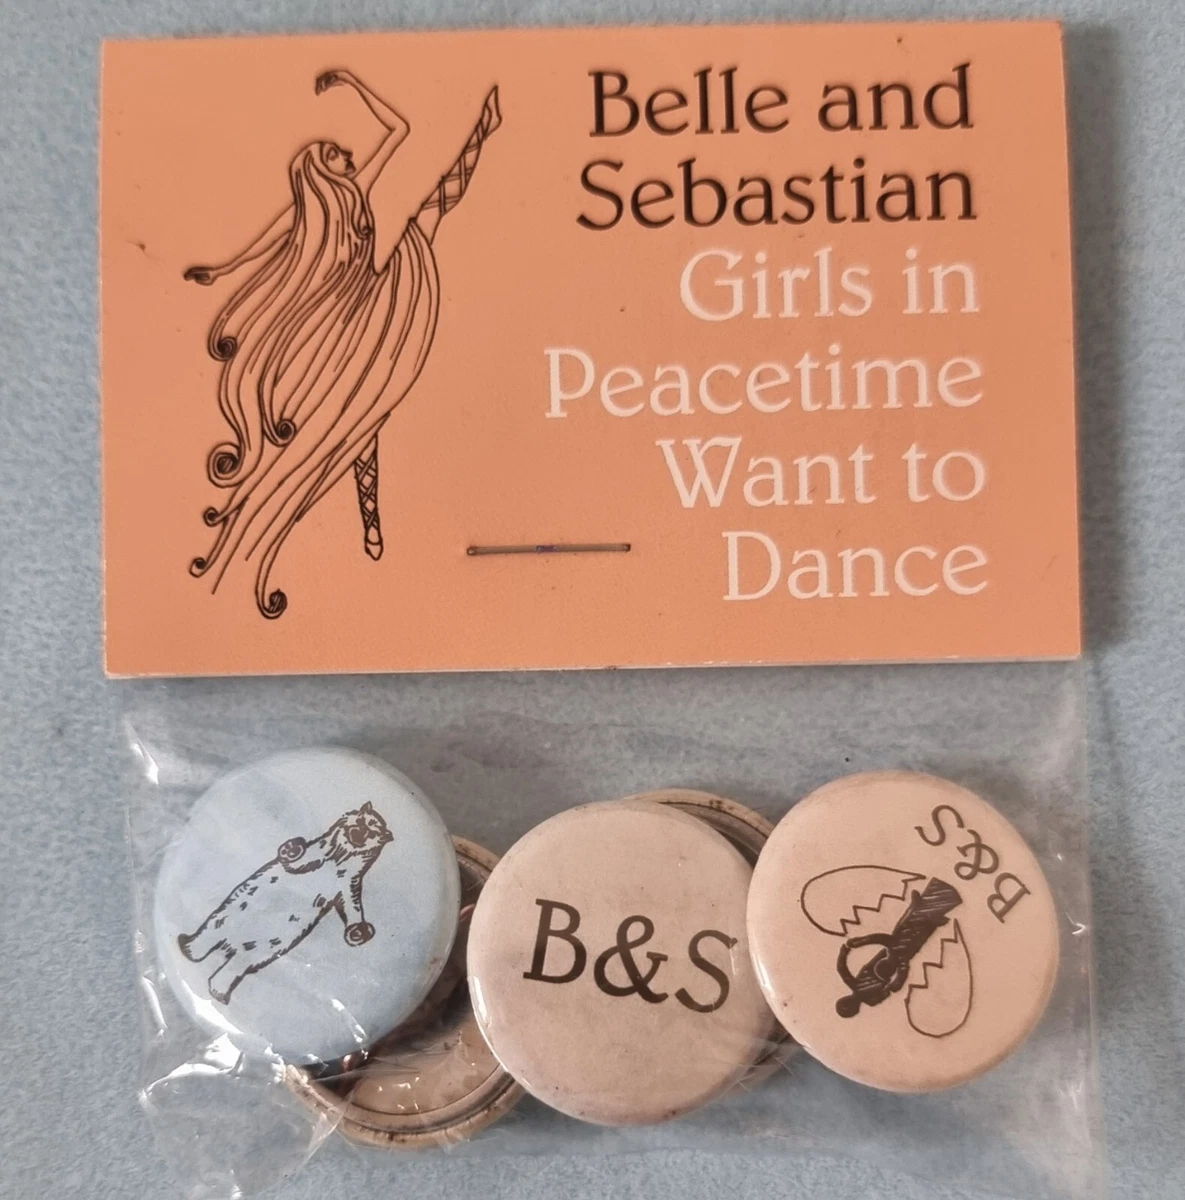 Belle and
Sebastian
Girls in
Peacetime
Want to
Dance
B&S
B&S